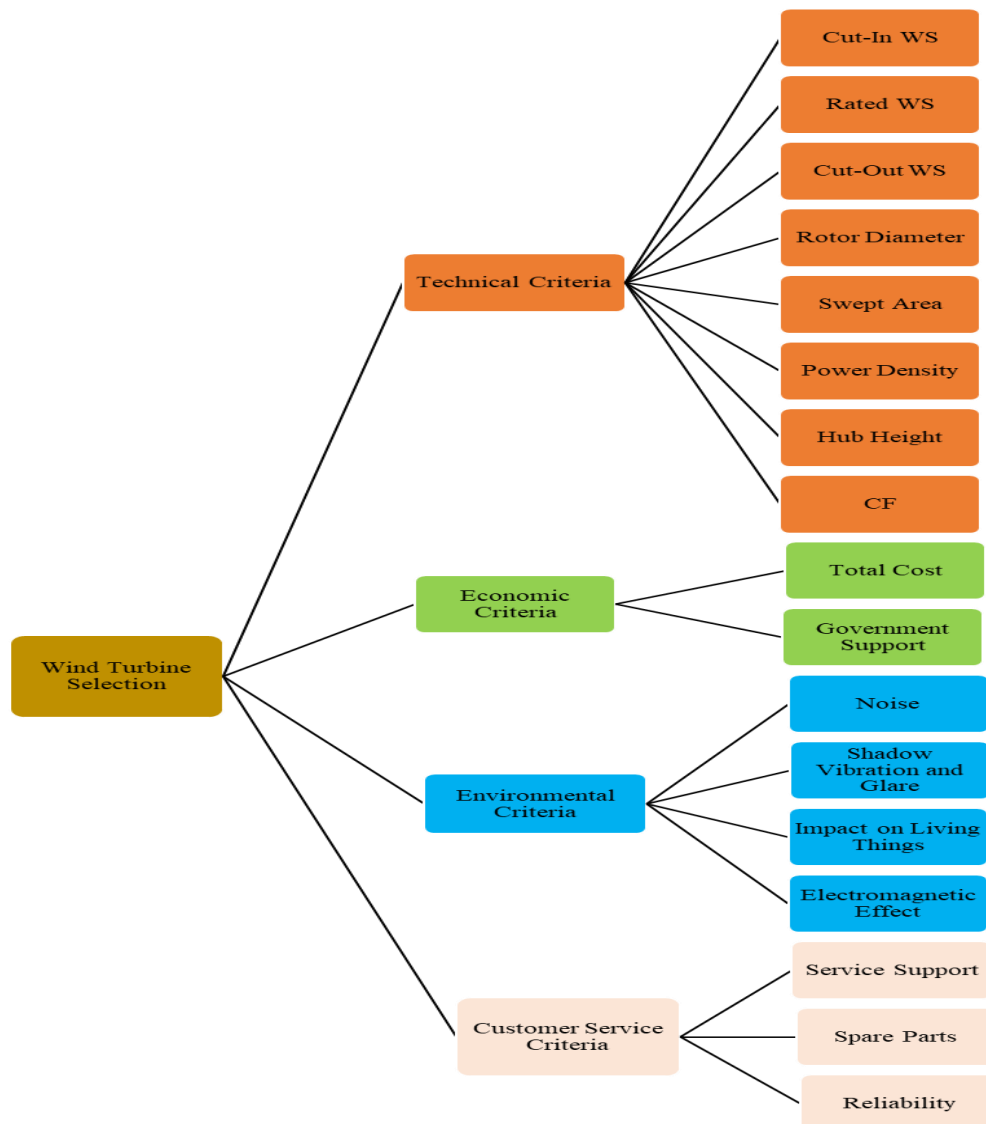 Cut-In WS
Rated WS
Cut-Out WS
Rotor Diameter
Technical Criteria
Swept Area
Power Density
Hub Height
CF
Total Cost
Economic
Criteria
Government
Support
Wind Turbine
Selection
Noise
Shadow
Vibration and
Glare
Environmental
Criteria
Impact on Living
Things
Electromagnetic
Effect
Service Support
Customer Service
Criteria
Spare Parts
Reliability